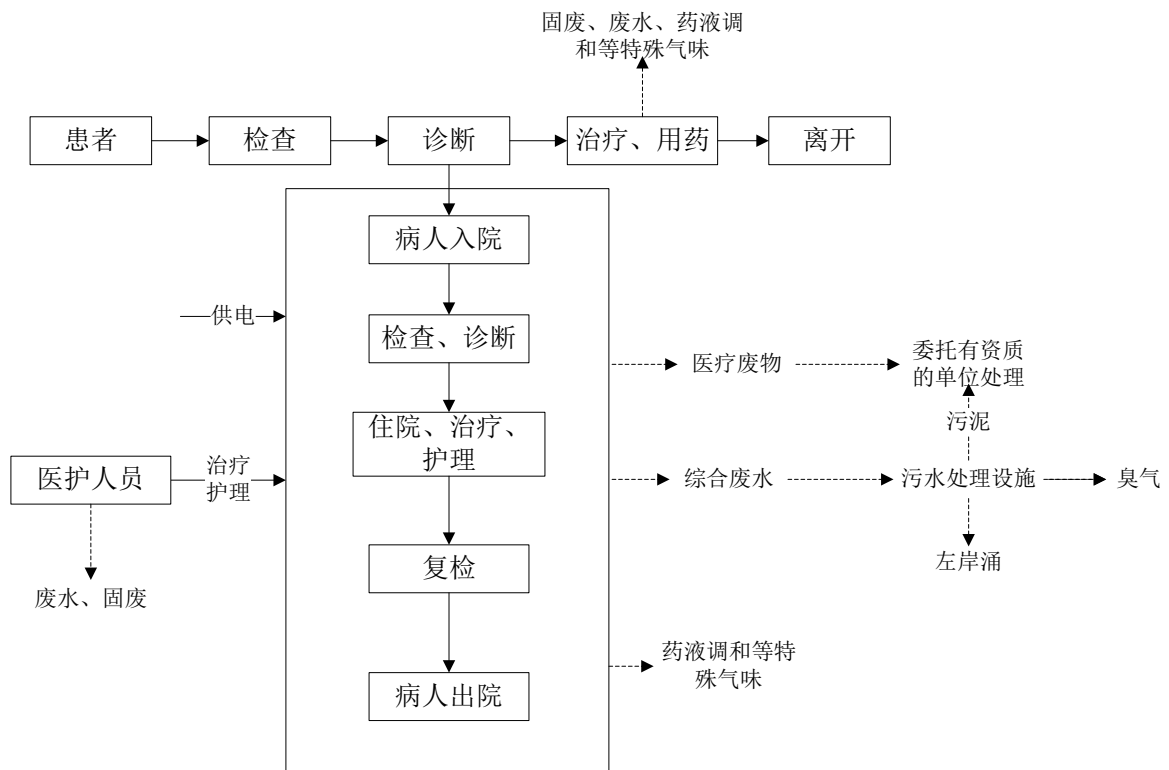 固废、废水、药液调
和等特殊气味
患者
检查
诊断
治疗、用药
离开
病人入院
供电
检查、诊断
医疗废物
委托有资质
的单位处理
污泥
住院、治疗、
护理
医护人员
治疗
护理
综合废水
污水处理设施
臭气
左岸涌
复检
废水、固废
药液调和等特
殊气味
病人出院